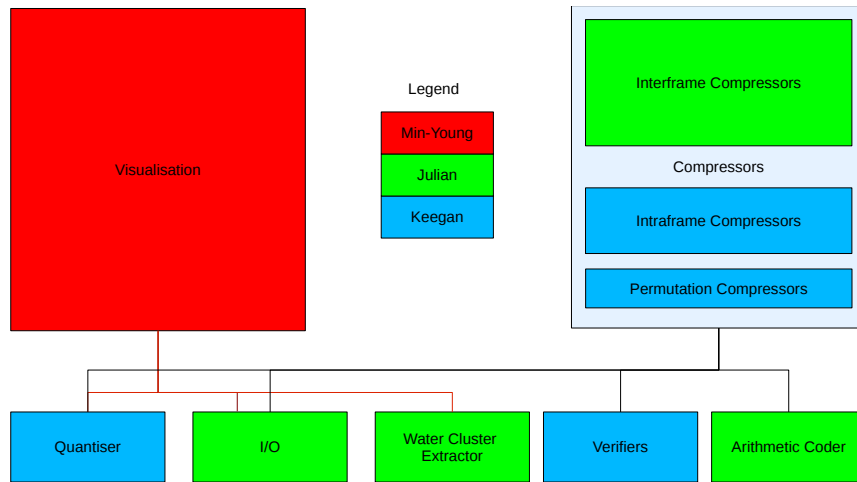 Interframe Compressors
Legend
Min-Young
Visualisation
Julian
Compressors
Keegan
Intraframe Compressors
Permutation Compressors
Quantiser
I/O
Water Cluster
Extractor
Verifiers
Arithmetic Coder